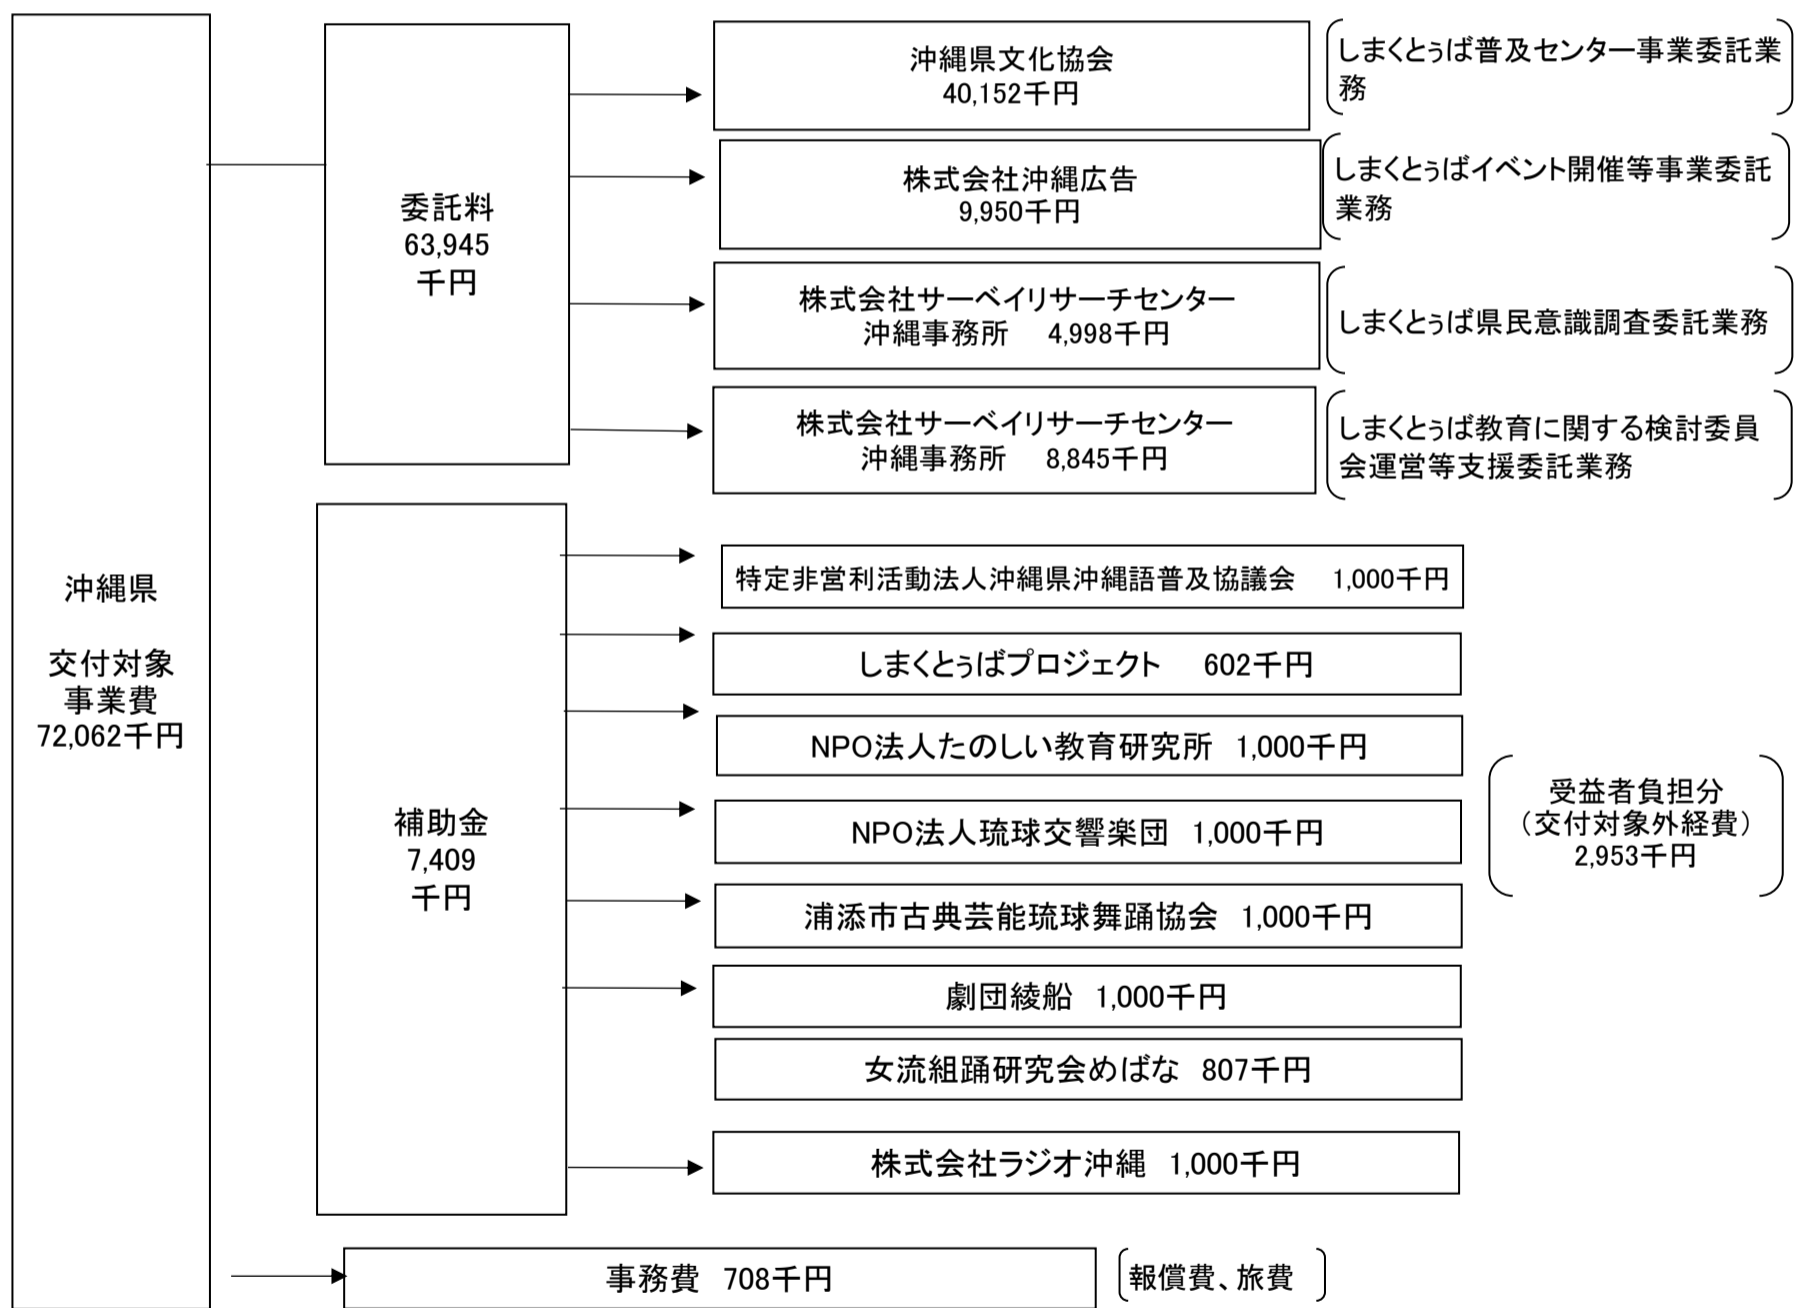 沖縄県
交付対象
事業費
72,062千円
委託料
63,945
千円
沖縄県文化協会
40,152千円
しまくとぅば普及センター事業委託業
務
株式会社沖縄広告
9,950千円
しまくとぅばイベント開催等事業委託
業務
株式会社サーベイリサーチセンター
沖縄事務所 4,998千円
しまくとぅば県民意識調査委託業務
株式会社サーベイリサーチセンター
沖縄事務所 8,845千円
しまくとぅば教育に関する検討委員
会運営等支援委託業務
補助金
7,409
千円
特定非営利活動法人沖縄県沖縄語普及協議会 1,000千円
しまくとぅばプロジェクト 602千円
NPO法人たのしい教育研究所 1,000千円
NPO法人琉球交響楽団 1,000千円
浦添市古典芸能琉球舞踊協会 1,000千円
劇団綾船 1,000千円
女流組踊研究会めばな 807千円
株式会社ラジオ沖縄 1,000千円
受益者負担分
（交付対象外経費）
2,953千円
事務費 708千円
報償費、旅費